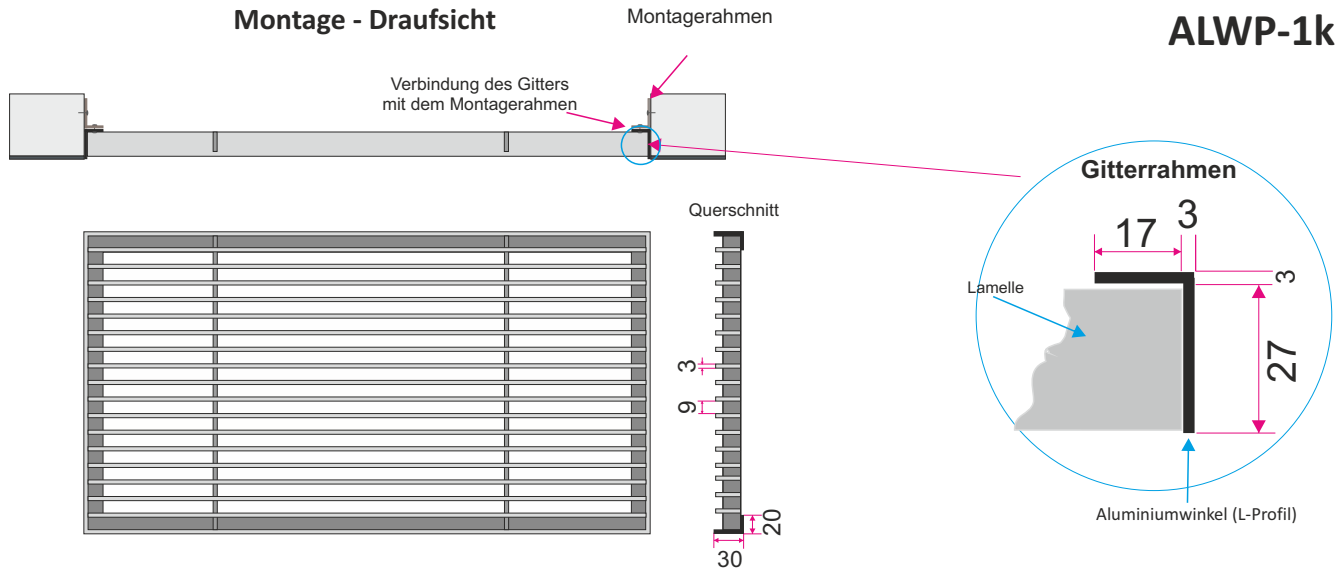 Montage - Draufsicht
Montagerahmen
ALWP-1k
Verbindung des Gitters
mit dem Montagerahmen
Gitterrahmen
Querschnitt
17
3
3
Lamelle
27
3
9
20
30
Aluminiumwinkel (L-Profil)